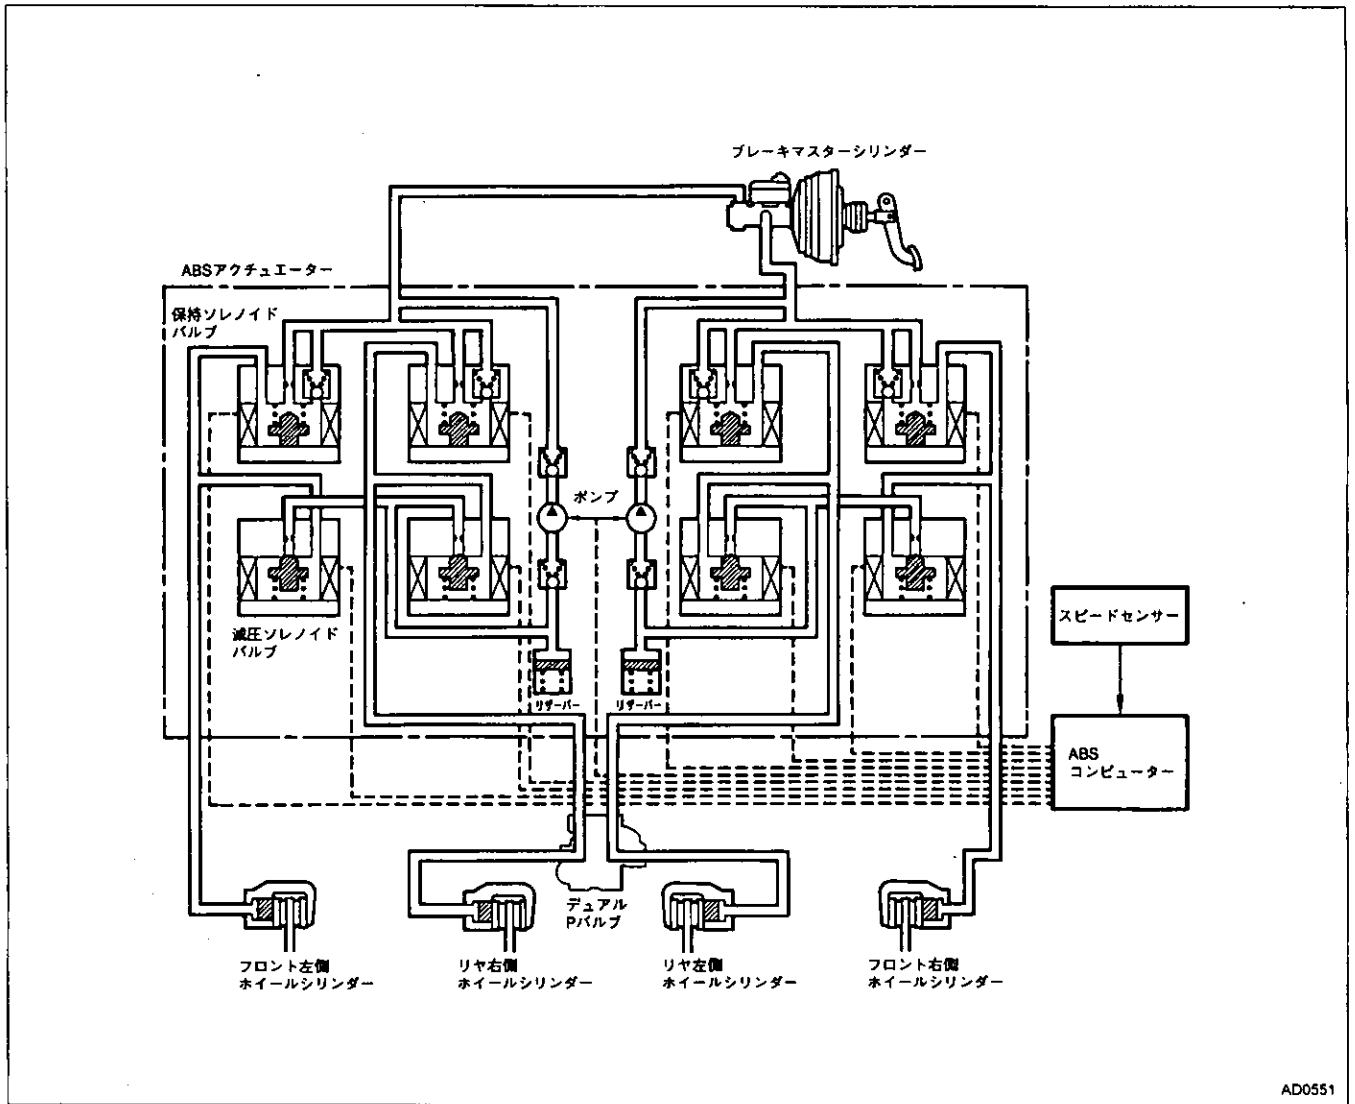 ブレーキマスターシリンダー
ABSアクチュエーター
保持ソレノイド
バルブ
ポンプ
減圧ソレノイド
バルブ
リザーバー
リザーバー
スピードセンサー
ABS
コンピューター
デュアル
Pバルブ
フロント左側
ホイールシリンダー
リヤ右側
ホイールシリンダー
リヤ左側
ホイールシリンダー
フロント右側
ホイールシリンダー
AD0551